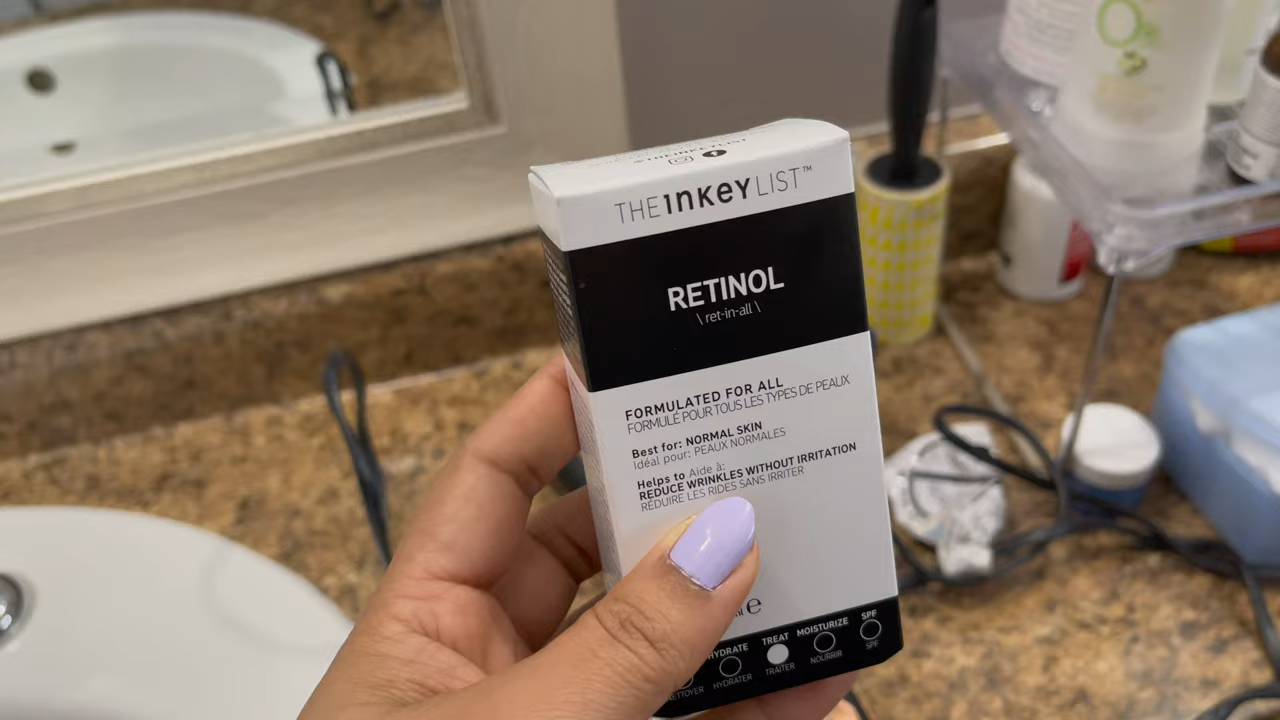 @THEINKEYLIST
THE INKEY LIST™
RETINOL
\ ret-in-all \
FORMULATED FOR ALL
FORMULÉ POUR TOUS LES TYPES DE PEAUX
Best for: NORMAL SKIN
Idéal pour: PEAUX NORMALES
Helps to Aide à:
REDUCE WRINKLES WITHOUT IRRITATION
RÉDUIRE LES RIDES SANS IRRITER
ml e
HYDRATE TREAT MOISTURIZE SPF
HYDRATER TRAITER NOURRIR SPF